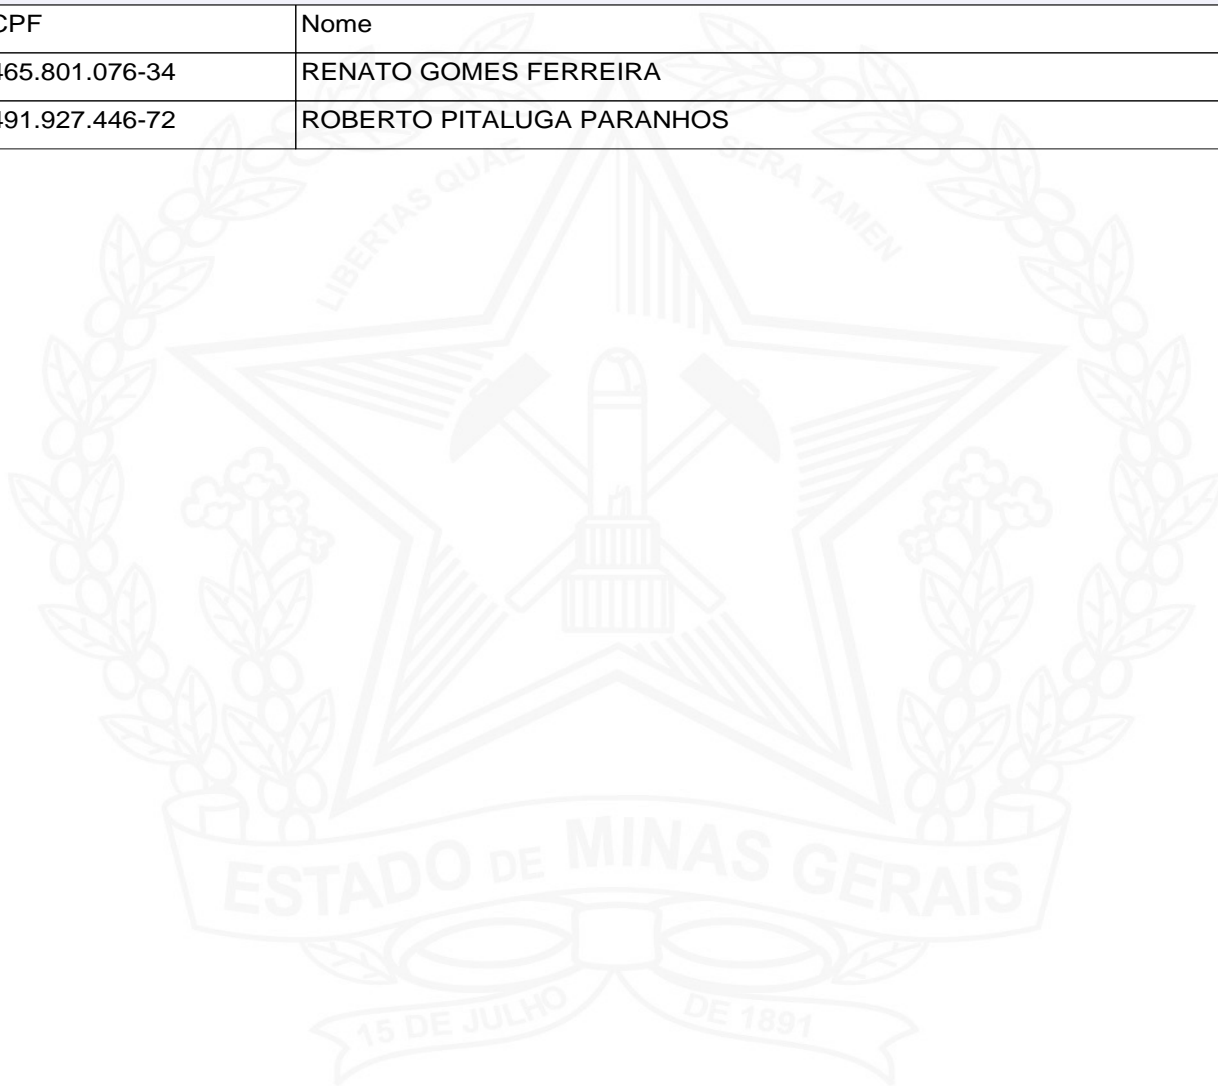 CPF Nome
465.801.076-34 RENATO GOMES FERREIRA
491.927.446-72 ROBERTO PITALUGA PARANHOS
LIBERTAS QUAE SERA TAMEN
ESTADO DE MINAS GERAIS
15 DE JULHO DE 1891